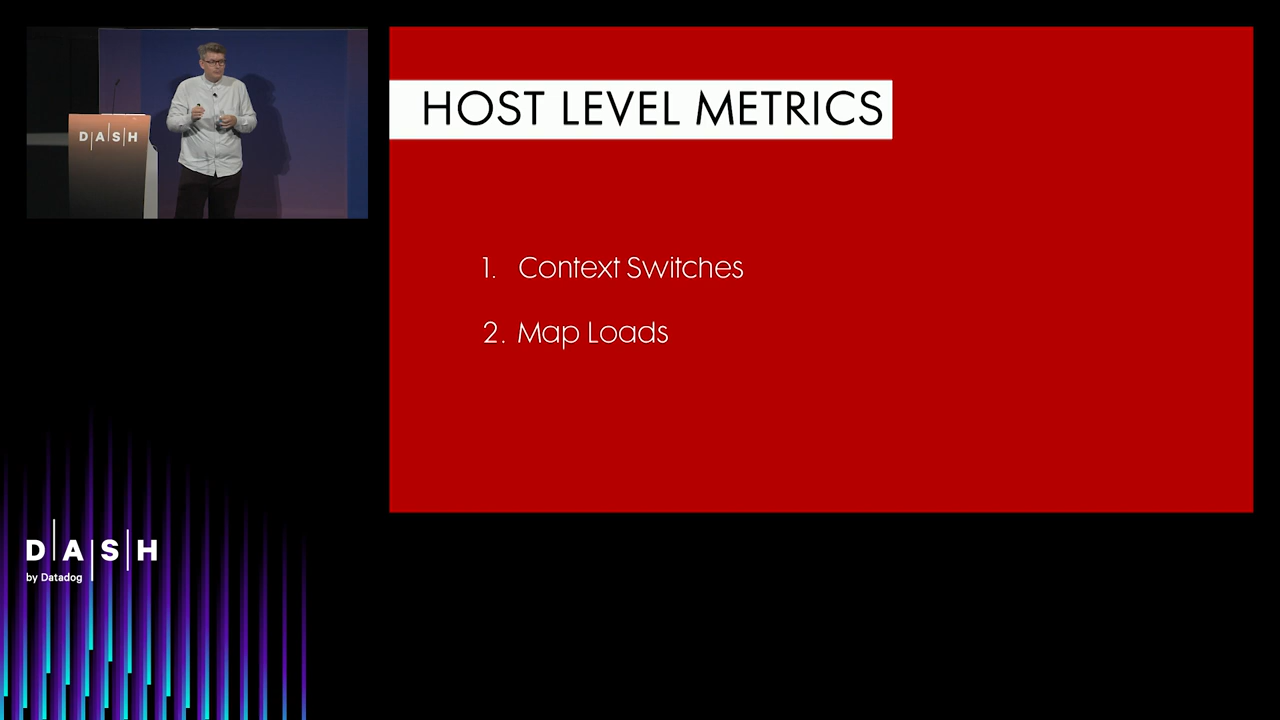 D|A|S|H
HOST LEVEL METRICS
1. Context Switches
2. Map Loads
D|A|S|H
by Datadog